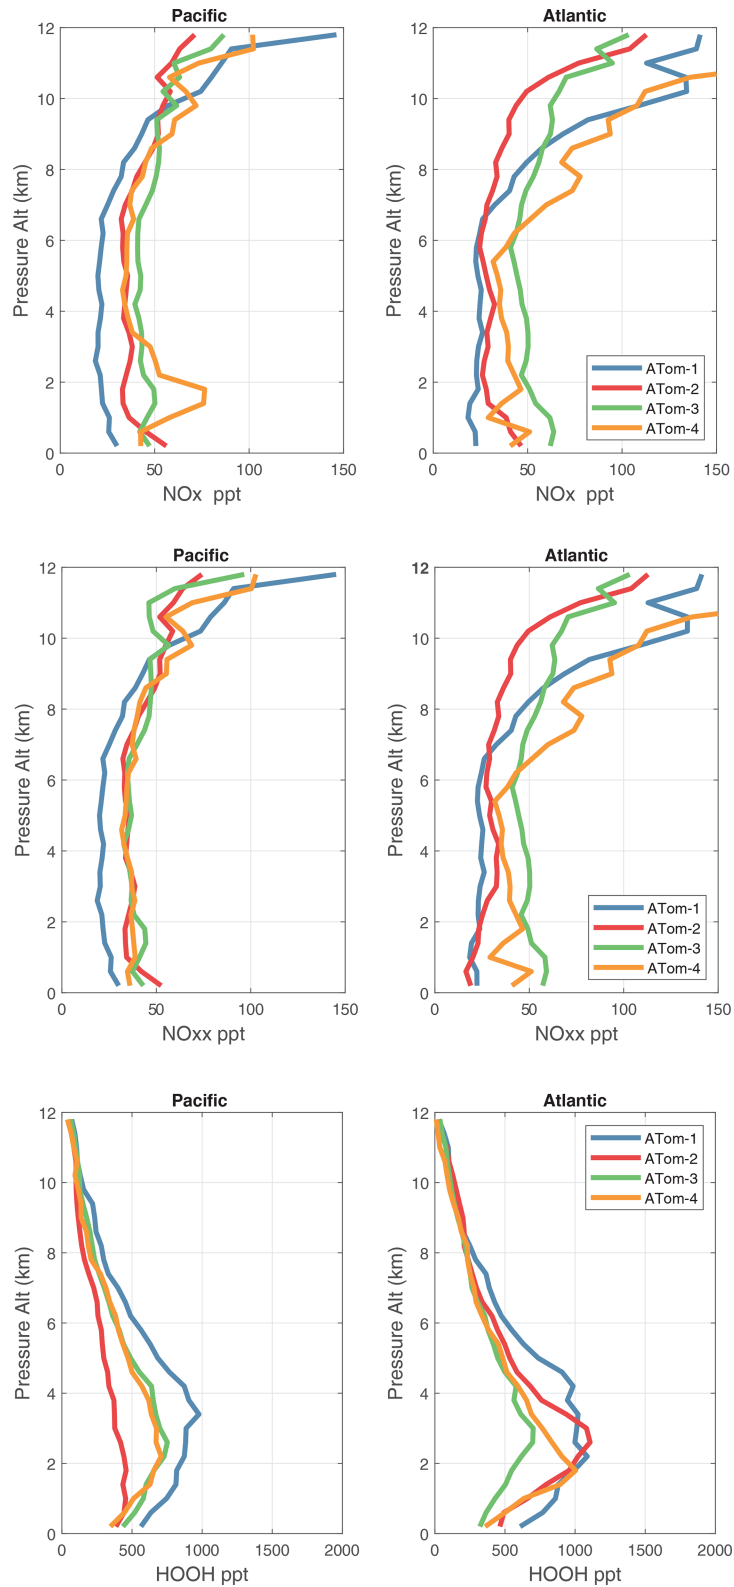 Pacific
12
10
8
6
4
2
0
Pressure Alt (km)
0 50 100 150
NOx ppt
Atlantic
12
10
8
6
4
2
0
Pressure Alt (km)
ATom-1
ATom-2
ATom-3
ATom-4
0 50 100 150
NOx ppt
Pacific
12
10
8
6
4
2
0
Pressure Alt (km)
0 50 100 150
NOxx ppt
Atlantic
12
10
8
6
4
2
0
Pressure Alt (km)
ATom-1
ATom-2
ATom-3
ATom-4
0 50 100 150
NOxx ppt
Pacific
12
10
8
6
4
2
0
Pressure Alt (km)
0 500 1000 1500 2000
HOOH ppt
Atlantic
12
10
8
6
4
2
0
Pressure Alt (km)
ATom-1
ATom-2
ATom-3
ATom-4
0 500 1000 1500 2000
HOOH ppt